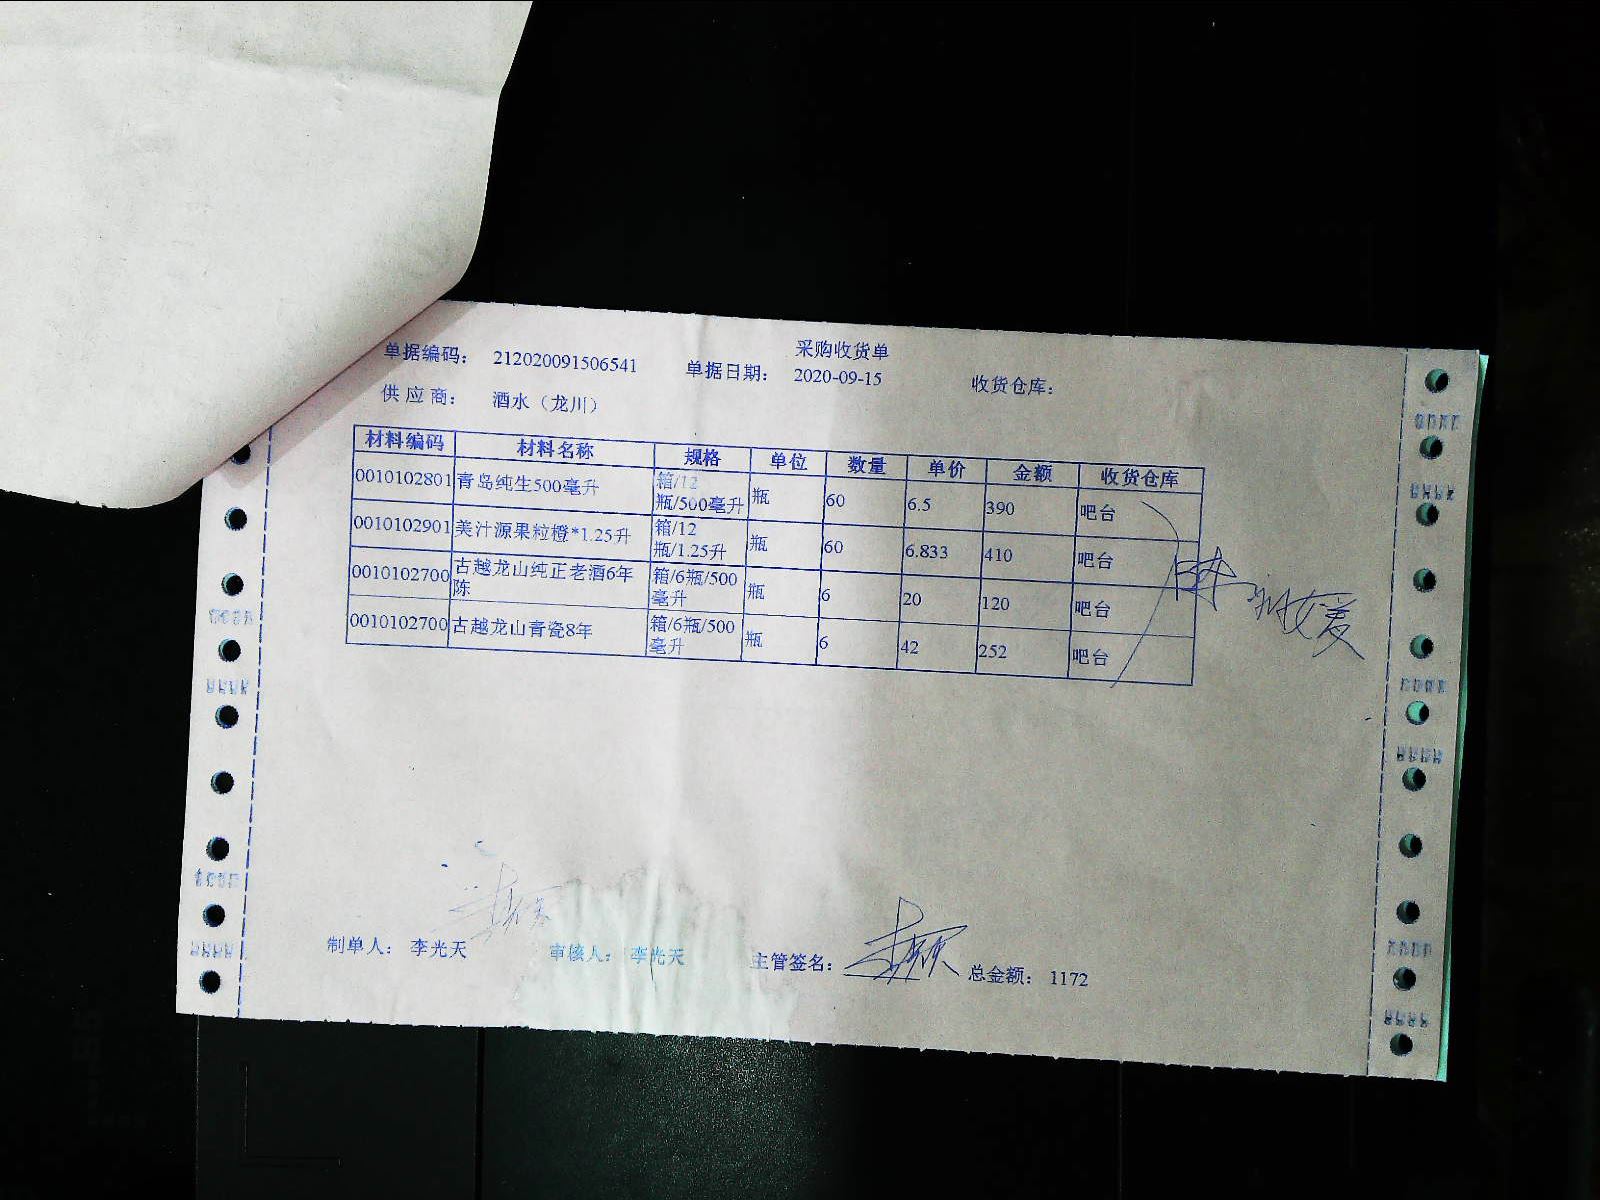 采购收货单
单据编码: 212020091506541 单据日期: 2020-09-15 收货仓库:
供应商: 酒水（龙川）
材料编码 材料名称 规格 单位 数量 单价 金额 收货仓库
0010102801 青岛纯生500毫升 箱/12瓶/500毫升 瓶 60 6.5 390 吧台
0010102901 美汁源果粒橙*1.25升 箱/12瓶/1.25升 瓶 60 6.833 410 吧台
0010102700 古越龙山纯正老酒6年陈 箱/6瓶/500毫升 瓶 6 20 120 吧台
0010102700 古越龙山青瓷8年 箱/6瓶/500毫升 瓶 6 42 252 吧台
制单人: 李光天 审核人: 李光天 主管签名: 总金额: 1172